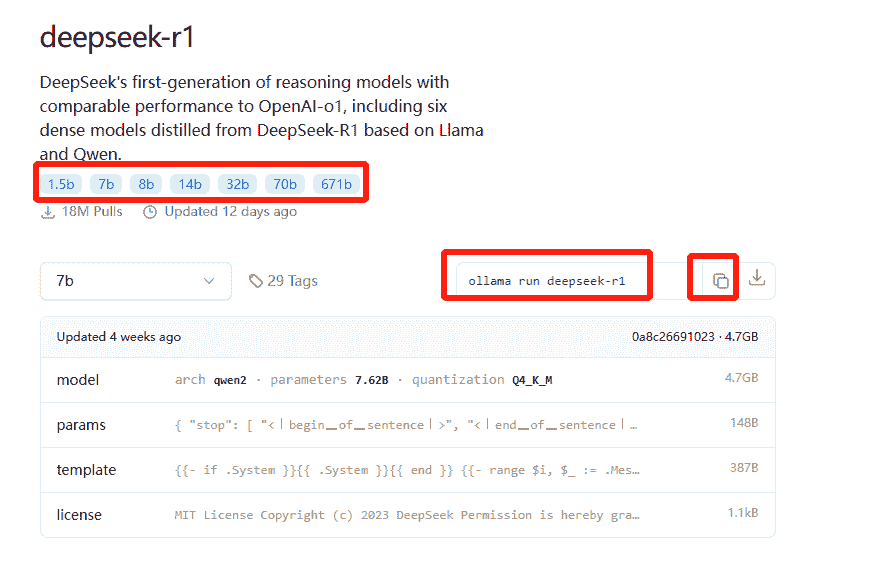 deepseek-r1
DeepSeek's first-generation of reasoning models with
comparable performance to OpenAI-o1, including six
dense models distilled from DeepSeek-R1 based on Llama
and Qwen.
1.5b 7b 8b 14b 32b 70b 671b
18M Pulls Updated 12 days ago
7b 29 Tags ollama run deepseek-r1
Updated 4 weeks ago 0a8c26691023 · 4.7GB
model arch qwen2 · parameters 7.62B · quantization Q4_K_M 4.7GB
params { "stop": [ "<|begin▁of▁sentence|>", "<|end▁of▁sentence|… 148B
template {{- if .System }}{{ .System }}{{ end }} {{- range $i, $_ := .Mes… 387B
license MIT License Copyright (c) 2023 DeepSeek Permission is hereby gra… 1.1kB